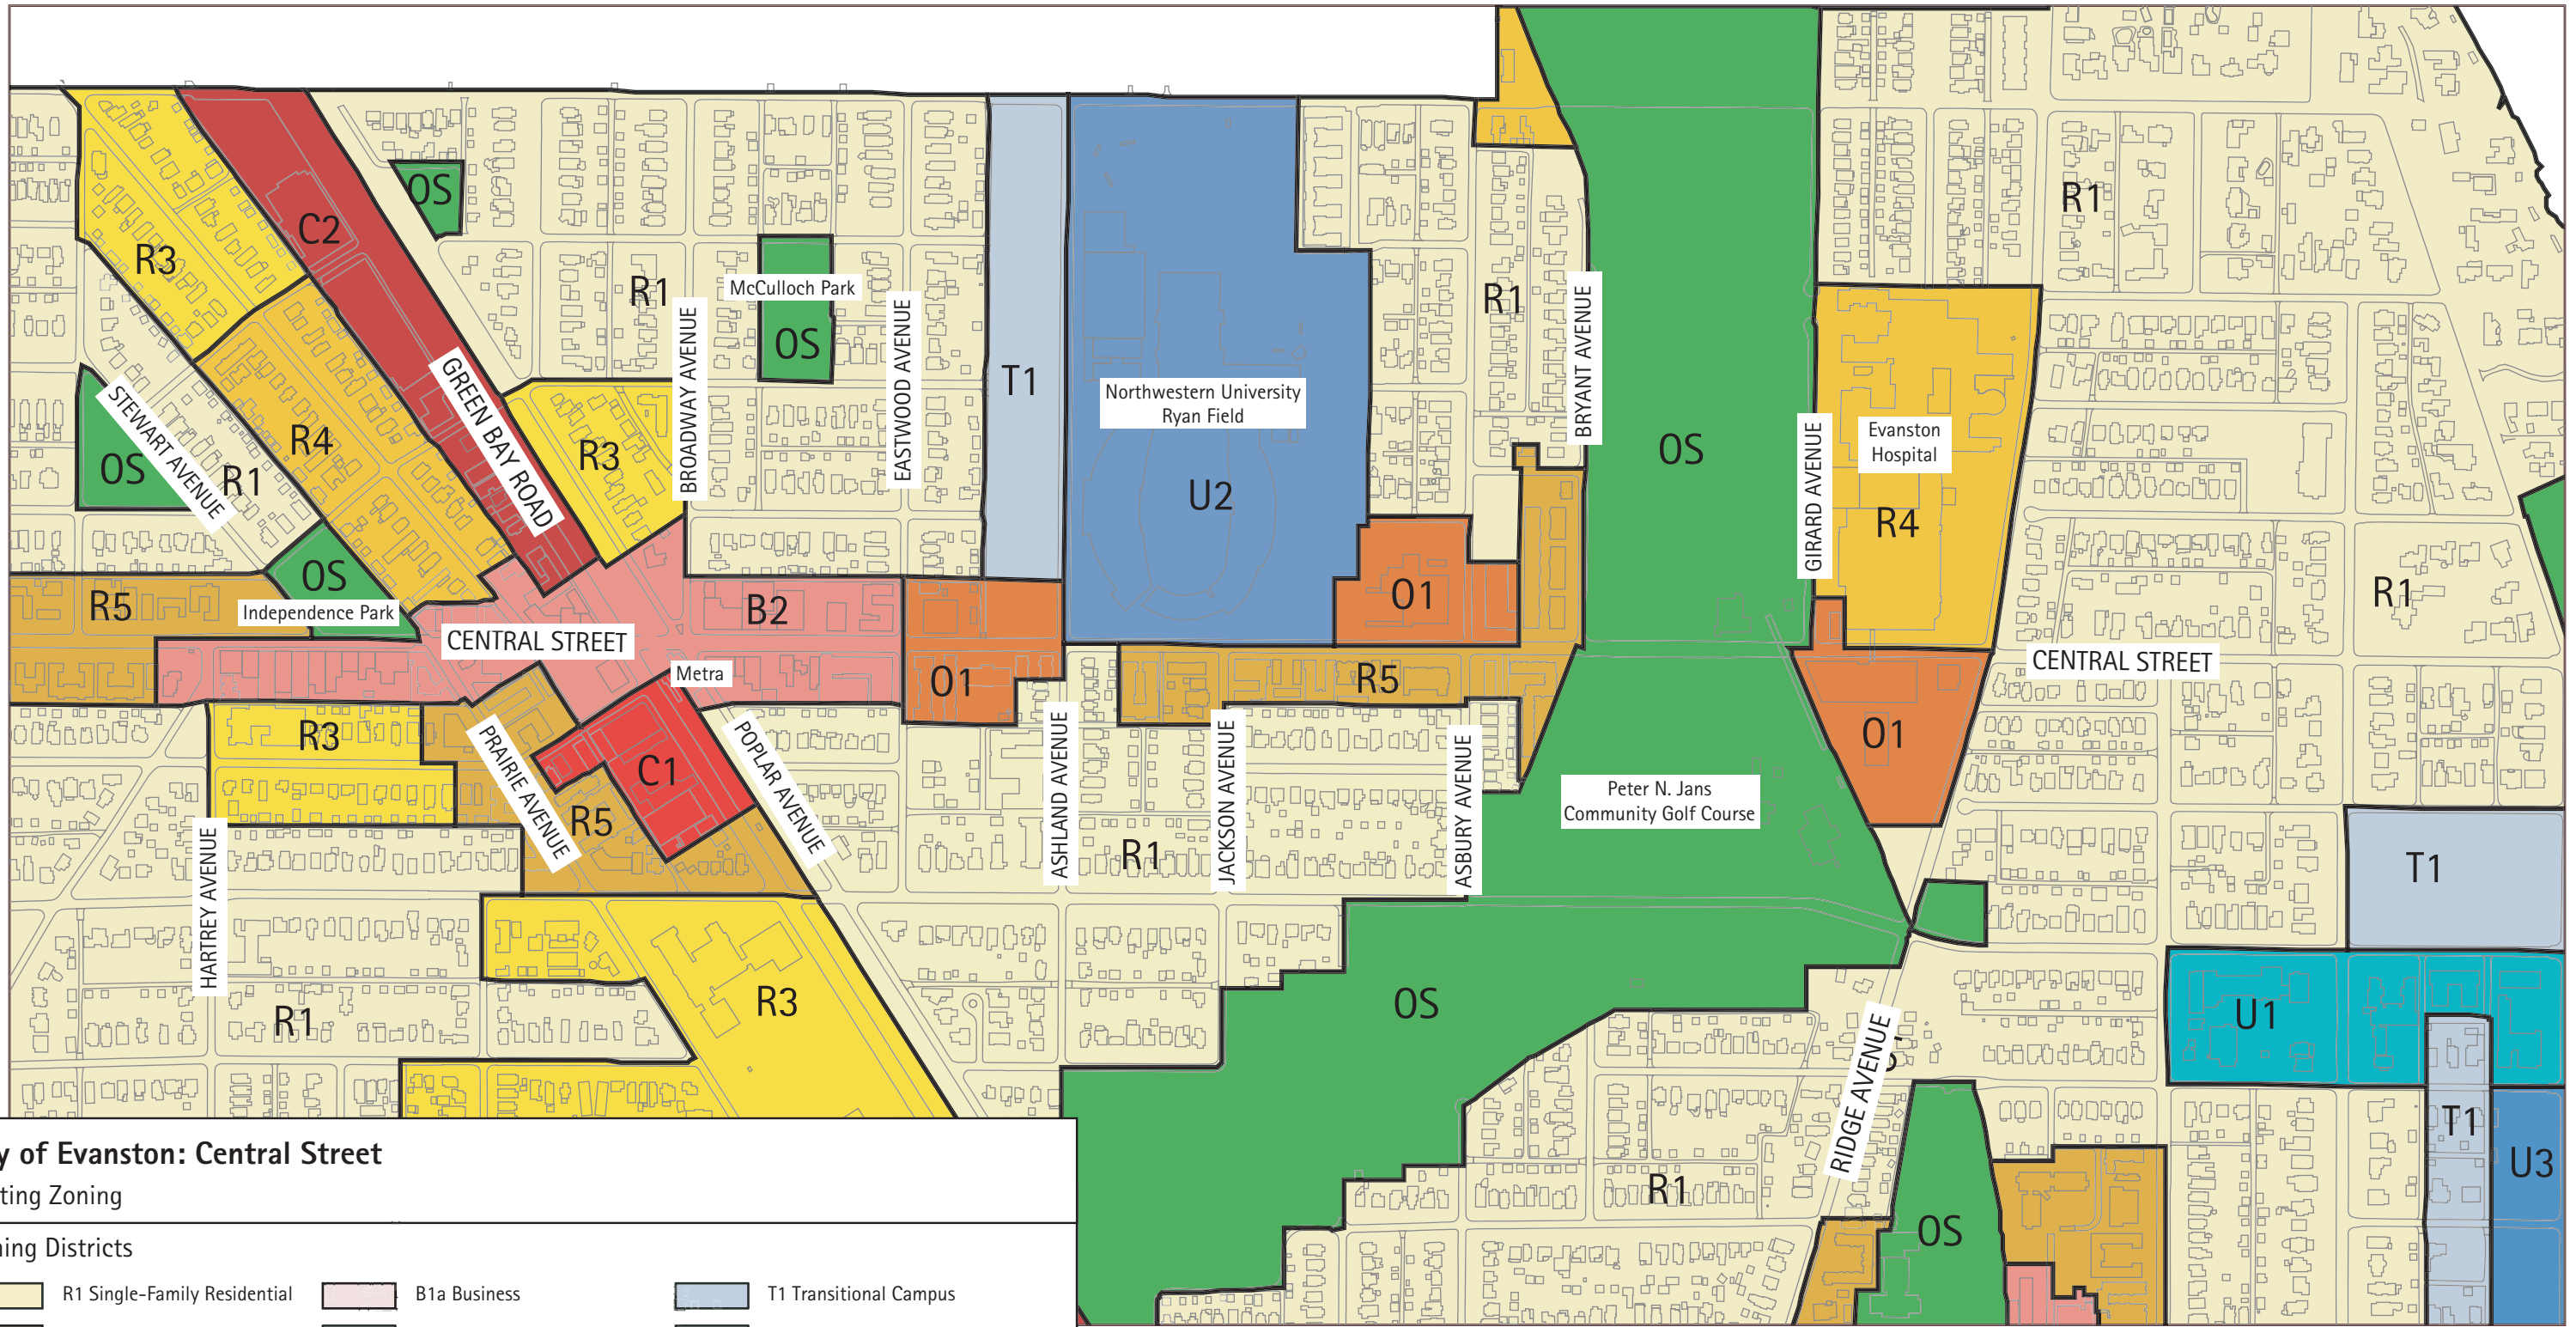 OS
C2
R3
R1
McCulloch Park
OS
R1
R1
BRYANT AVENUE
EASTWOOD AVENUE
BROADWAY AVENUE
GREEN BAY ROAD
T1
Northwestern University
Ryan Field
U2
OS
GIRARD AVENUE
Evanston
Hospital
R4
STEWART AVENUE
OS
R1
R4
R3
OS
Independence Park
R5
CENTRAL STREET
B2
O1
R1
CENTRAL STREET
Metra
O1
R5
R3
PRAIRIE AVENUE
C1
POPLAR AVENUE
ASHLAND AVENUE
JACKSON AVENUE
ASBURY AVENUE
O1
Peter N. Jans
Community Golf Course
R5
HARTREY AVENUE
R1
T1
R3
R1
OS
U1
RIDGE AVENUE
T1
U3
R1
OS
y of Evanston: Central Street
ting Zoning
ning Districts
R1 Single-Family Residential
B1a Business
T1 Transitional Campus